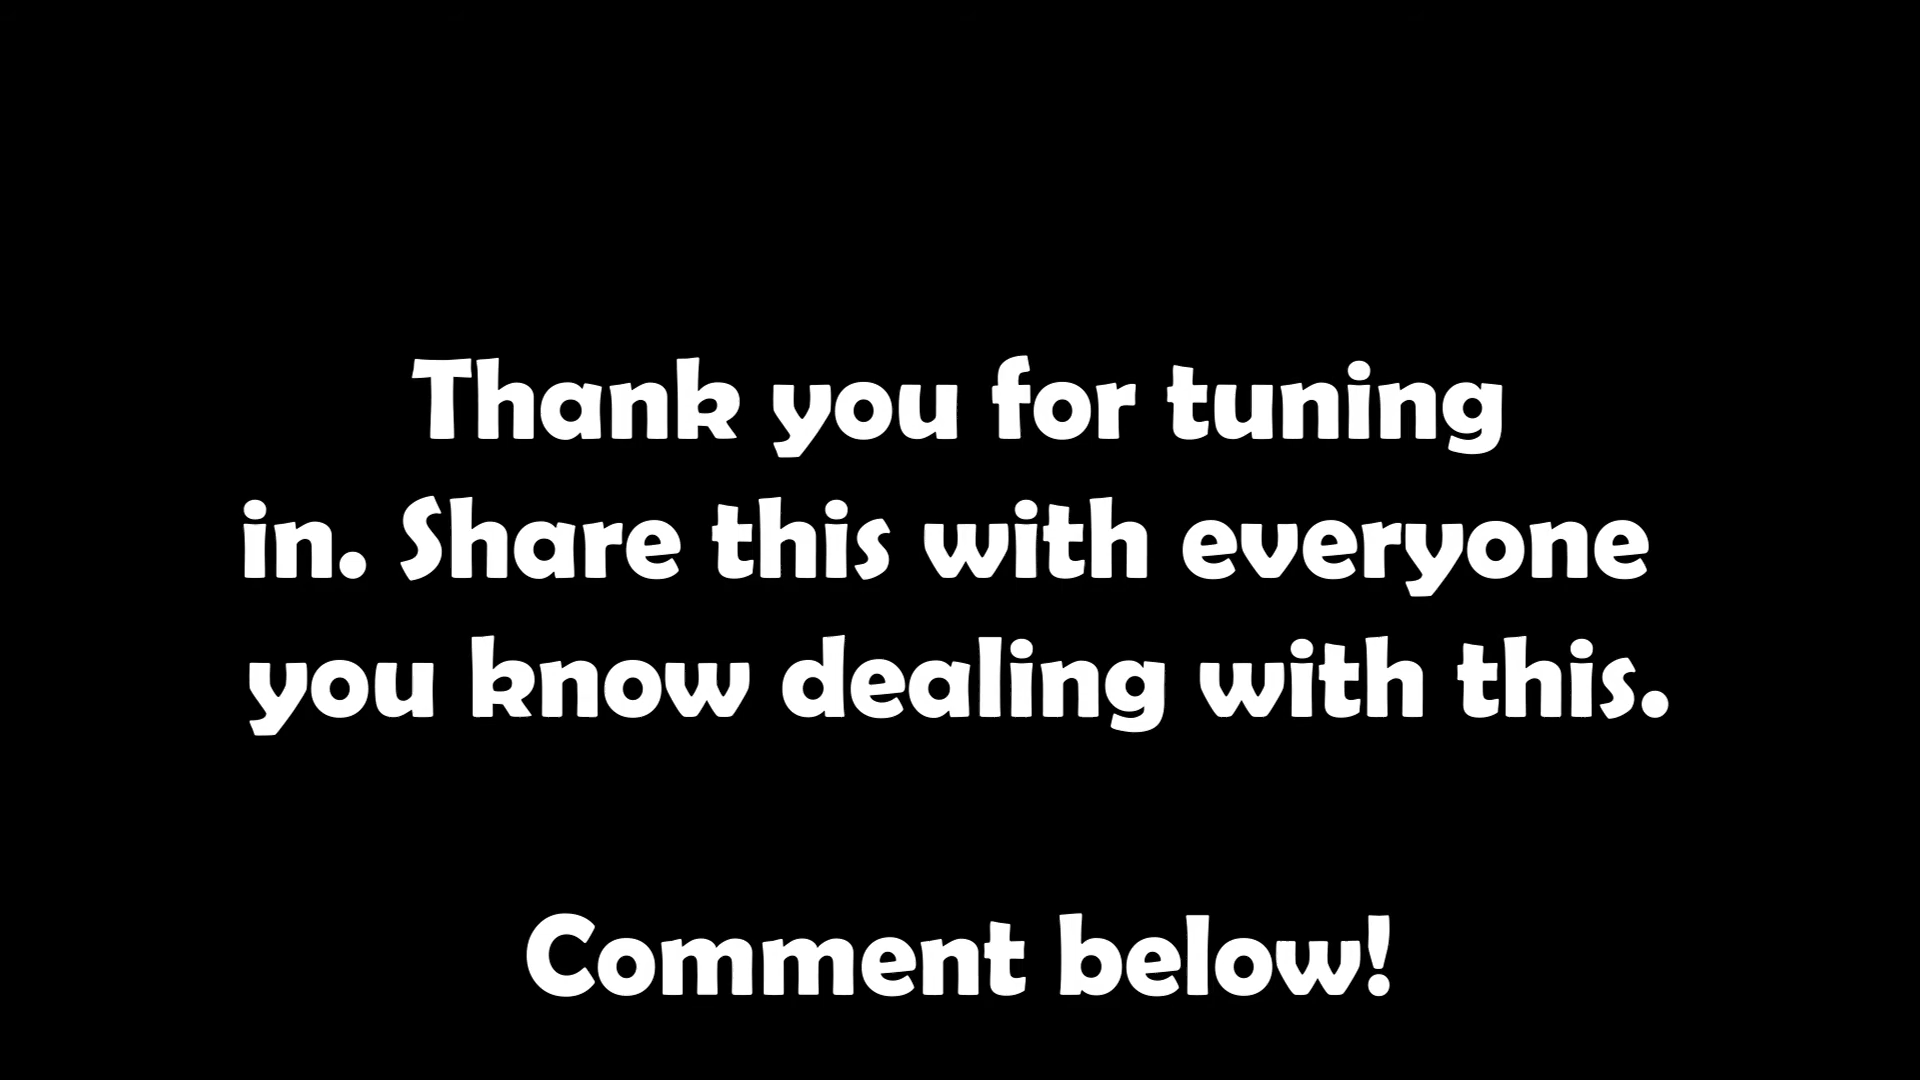 Thank you for tuning
in. Share this with everyone
you know dealing with this.
Comment below!